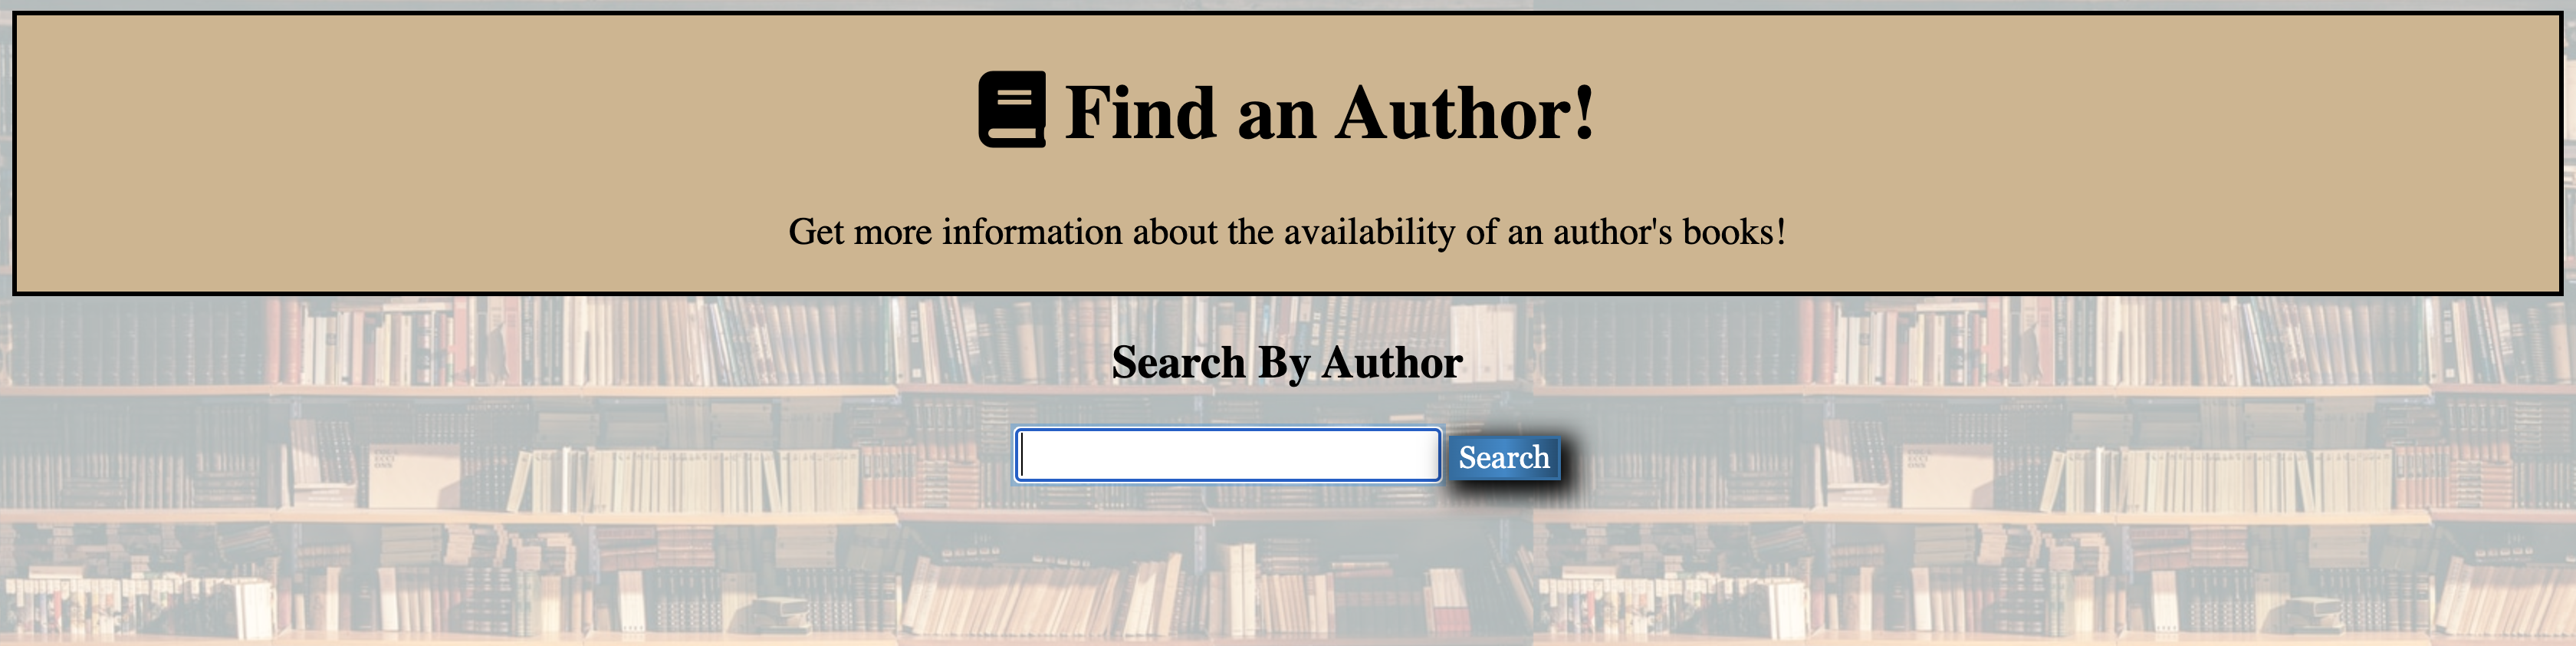 Find an Author!
Get more information about the availability of an author's books!
Search By Author
Search